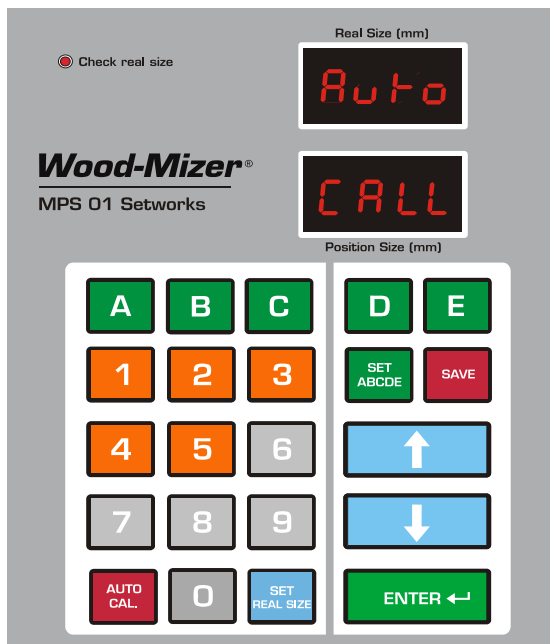 Real Size (mm)
Check real size
Auto
Wood-Mizer®
MPS 01 Setworks
CALL
Position Size (mm)
A B C D E
1 2 3 SET ABCDE SAVE
4 5 6
7 8 9
AUTO CAL. 0 SET REAL SIZE ENTER